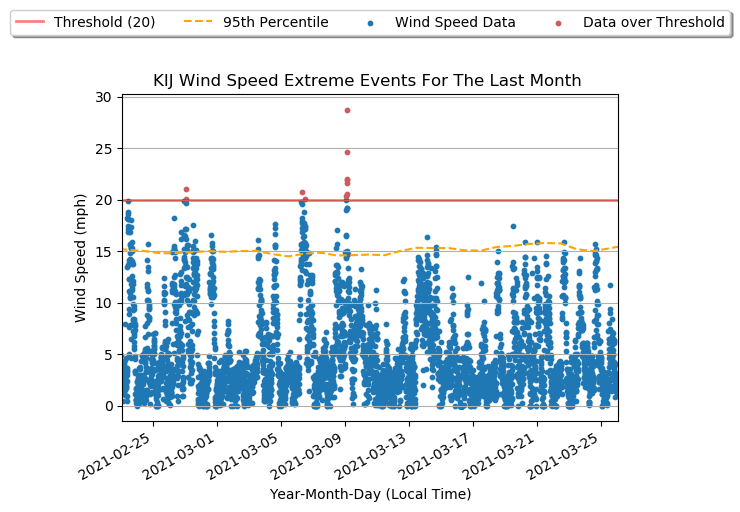 Threshold (20) 95th Percentile Wind Speed Data Data over Threshold
KIJ Wind Speed Extreme Events For The Last Month
30
25
20
15
10
5
0
Wind Speed (mph)
2021-02-25 2021-03-01 2021-03-05 2021-03-09 2021-03-13 2021-03-17 2021-03-21 2021-03-25
Year-Month-Day (Local Time)